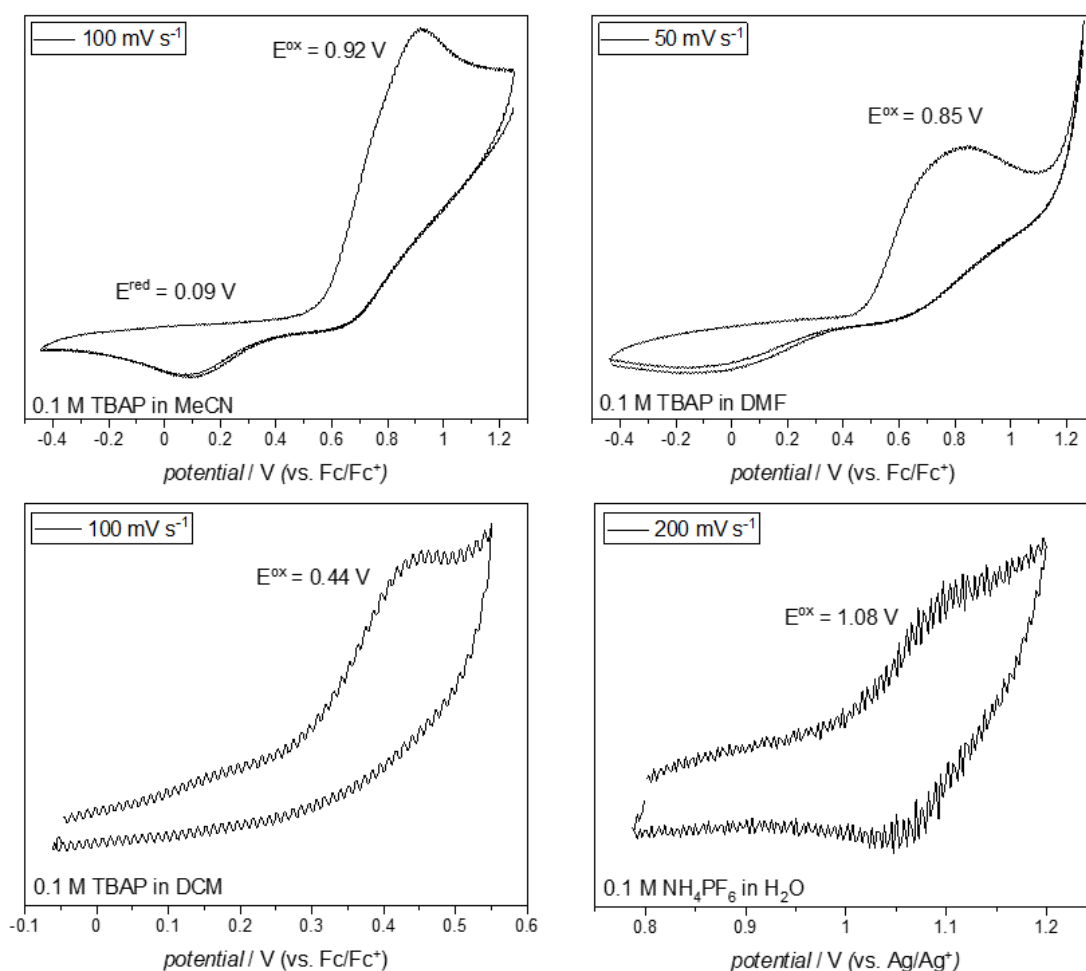 100 mV s⁻¹
Eᵒˣ = 0.92 V
Eʳᵉᵈ = 0.09 V
0.1 M TBAP in MeCN
-0.4 -0.2 0 0.2 0.4 0.6 0.8 1 1.2
potential / V (vs. Fc/Fc⁺)
50 mV s⁻¹
Eᵒˣ = 0.85 V
0.1 M TBAP in DMF
-0.4 -0.2 0 0.2 0.4 0.6 0.8 1 1.2
potential / V (vs. Fc/Fc⁺)
100 mV s⁻¹
Eᵒˣ = 0.44 V
0.1 M TBAP in DCM
-0.1 0 0.1 0.2 0.3 0.4 0.5 0.6
potential / V (vs. Fc/Fc⁺)
200 mV s⁻¹
Eᵒˣ = 1.08 V
0.1 M NH₄PF₆ in H₂O
0.8 0.9 1 1.1 1.2
potential / V (vs. Ag/Ag⁺)